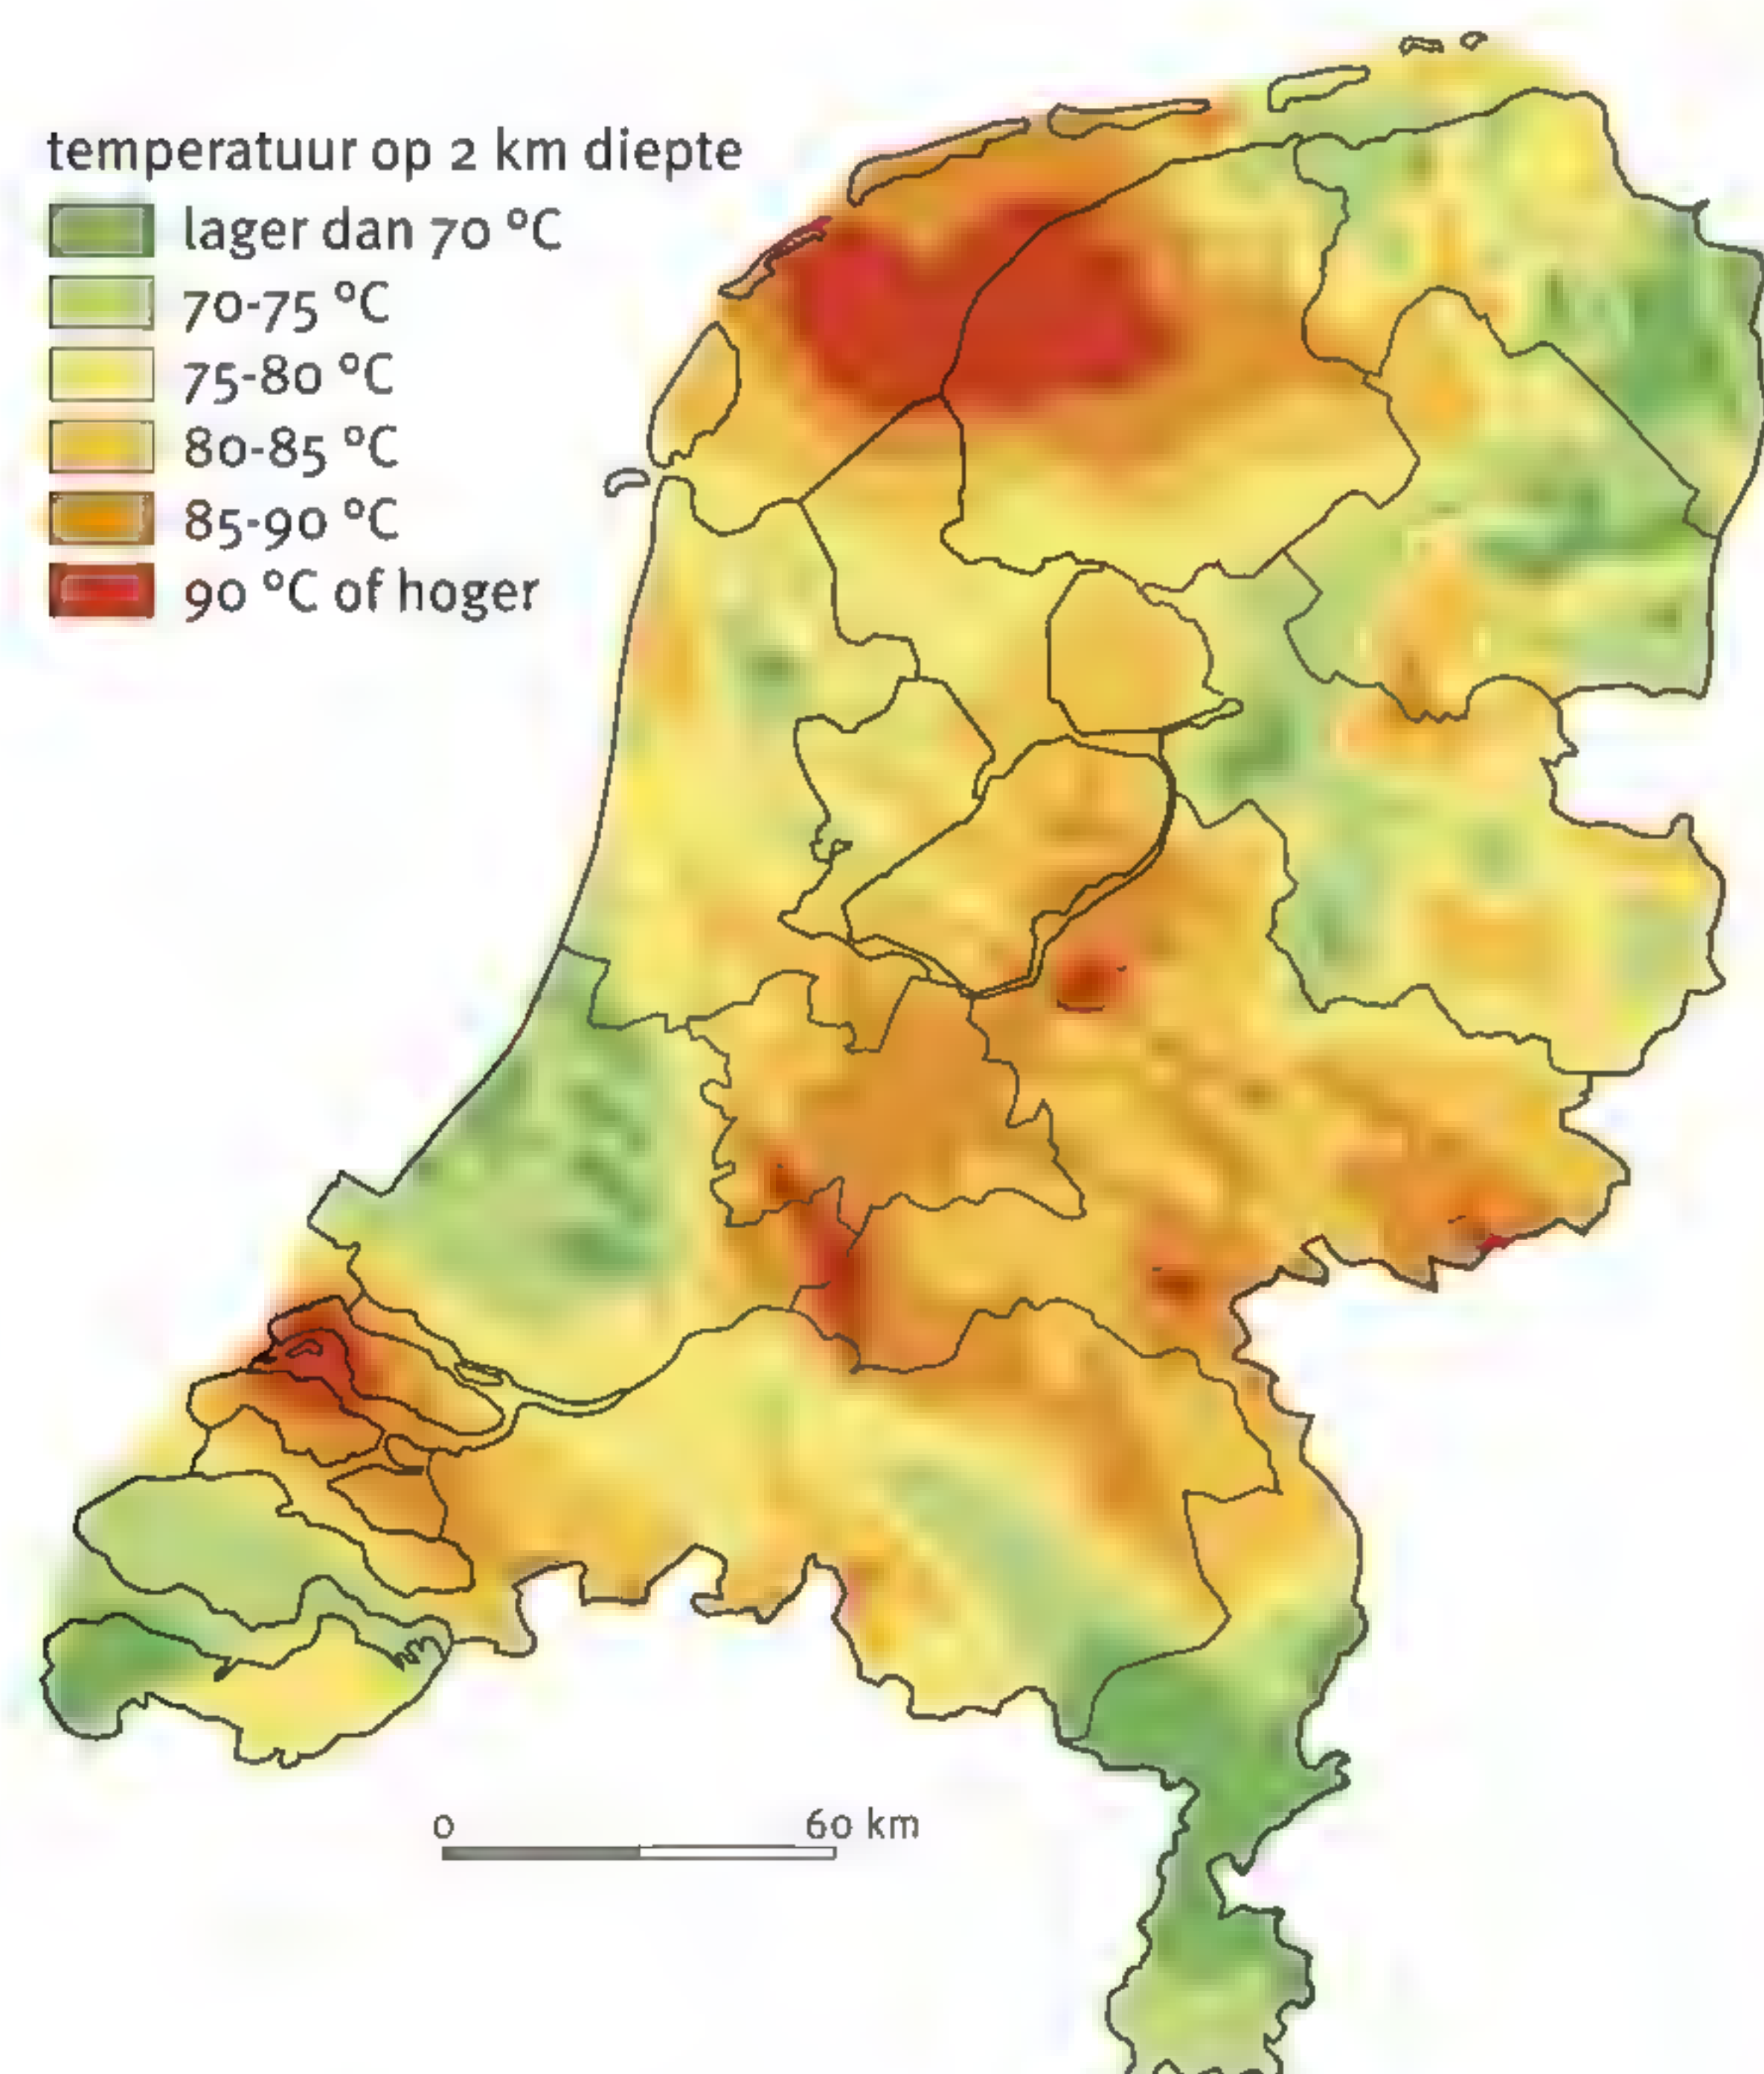 temperatuur op 2 km diepte
lager dan 70 °C
70-75 °C
75-80 °C
80-85 °C
85-90 °C
90 °C of hoger
0 60 km